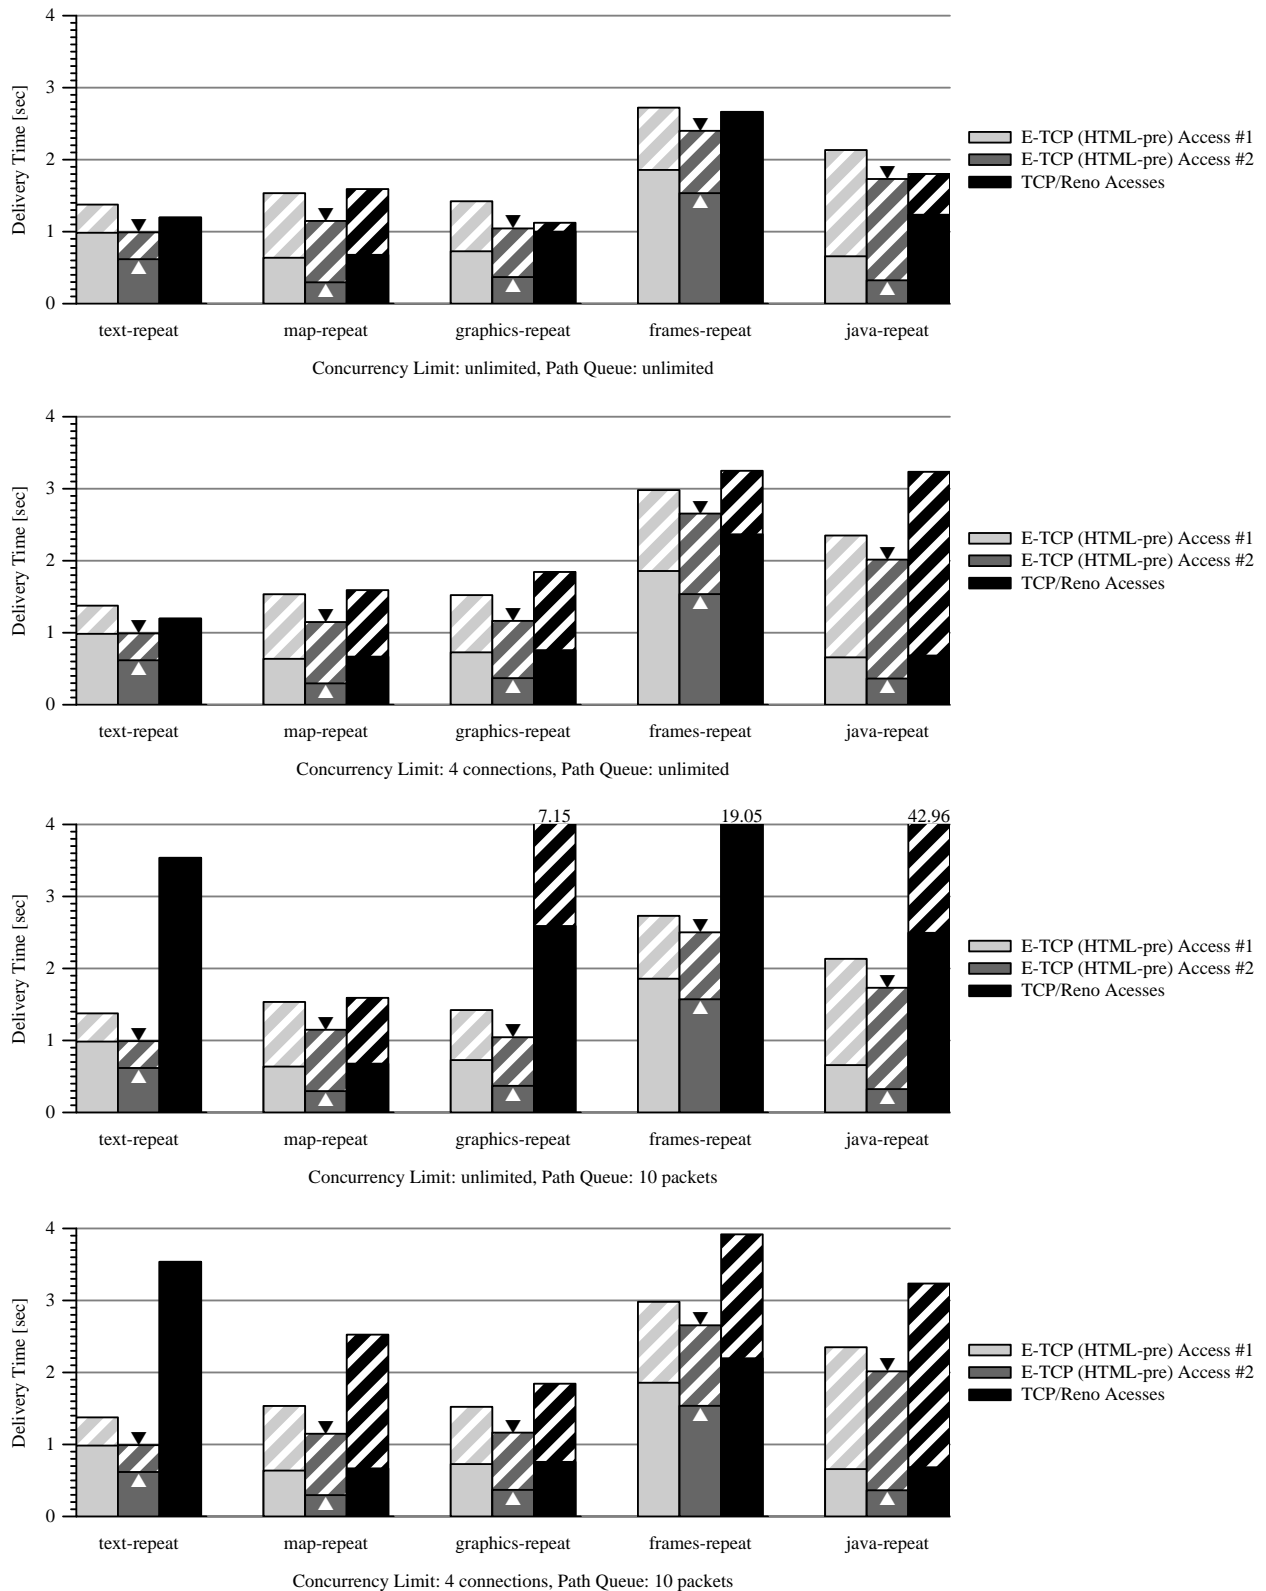 4
3
2
1
0
Delivery Time [sec]
text-repeat map-repeat graphics-repeat frames-repeat java-repeat
Concurrency Limit: unlimited, Path Queue: unlimited
E-TCP (HTML-pre) Access #1
E-TCP (HTML-pre) Access #2
TCP/Reno Acesses
4
3
2
1
0
Delivery Time [sec]
text-repeat map-repeat graphics-repeat frames-repeat java-repeat
Concurrency Limit: 4 connections, Path Queue: unlimited
E-TCP (HTML-pre) Access #1
E-TCP (HTML-pre) Access #2
TCP/Reno Acesses
7.15 19.05 42.96
4
3
2
1
0
Delivery Time [sec]
text-repeat map-repeat graphics-repeat frames-repeat java-repeat
Concurrency Limit: unlimited, Path Queue: 10 packets
E-TCP (HTML-pre) Access #1
E-TCP (HTML-pre) Access #2
TCP/Reno Acesses
4
3
2
1
0
Delivery Time [sec]
text-repeat map-repeat graphics-repeat frames-repeat java-repeat
Concurrency Limit: 4 connections, Path Queue: 10 packets
E-TCP (HTML-pre) Access #1
E-TCP (HTML-pre) Access #2
TCP/Reno Acesses